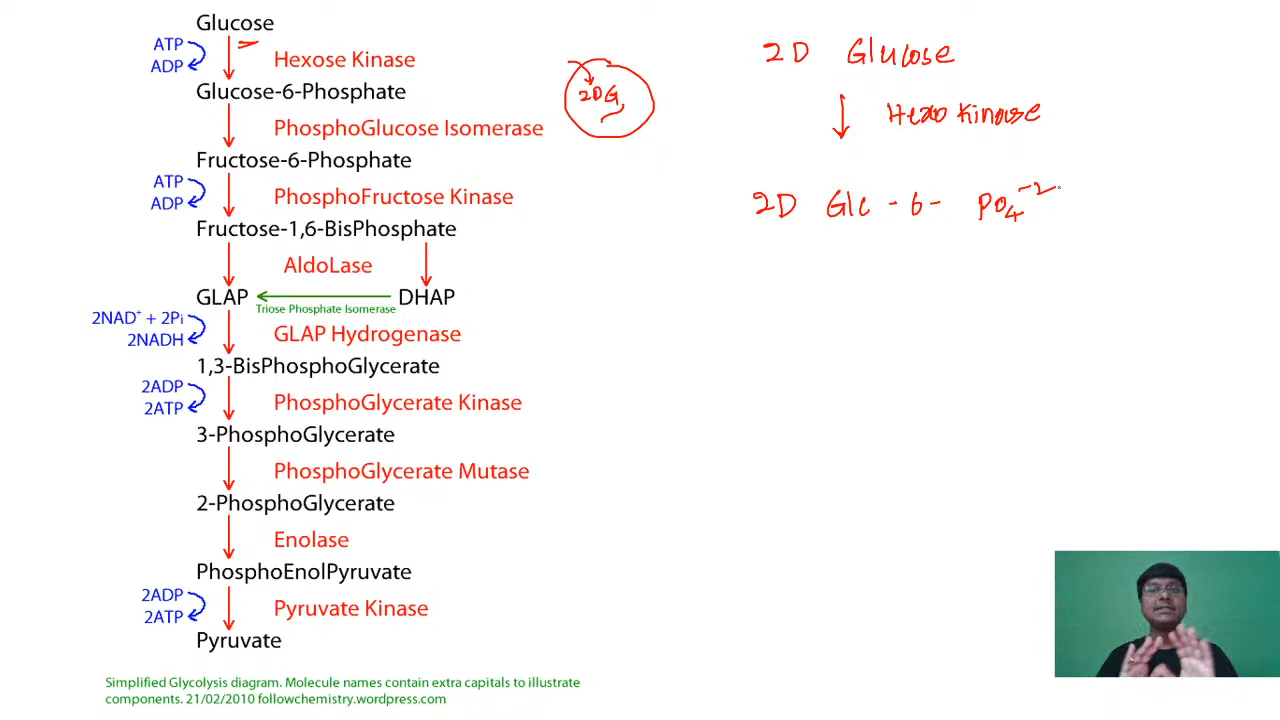 Glucose
ATP
ADP
Hexose Kinase
Glucose-6-Phosphate
PhosphoGlucose Isomerase
Fructose-6-Phosphate
ATP
ADP
PhosphoFructose Kinase
Fructose-1,6-BisPhosphate
AldoLase
GLAP
DHAP
Triose Phosphate Isomerase
2NAD+ + 2Pi
2NADH
GLAP Hydrogenase
1,3-BisPhosphoGlycerate
2ADP
2ATP
PhosphoGlycerate Kinase
3-PhosphoGlycerate
PhosphoGlycerate Mutase
2-PhosphoGlycerate
Enolase
PhosphoEnolPyruvate
2ADP
2ATP
Pyruvate Kinase
Pyruvate
Simplified Glycolysis diagram. Molecule names contain extra capitals to illustrate
components. 21/02/2010 followchemistry.wordpress.com
2DG
2D Glucose
Hexo Kinase
2D Glc - 6 - PO4-2